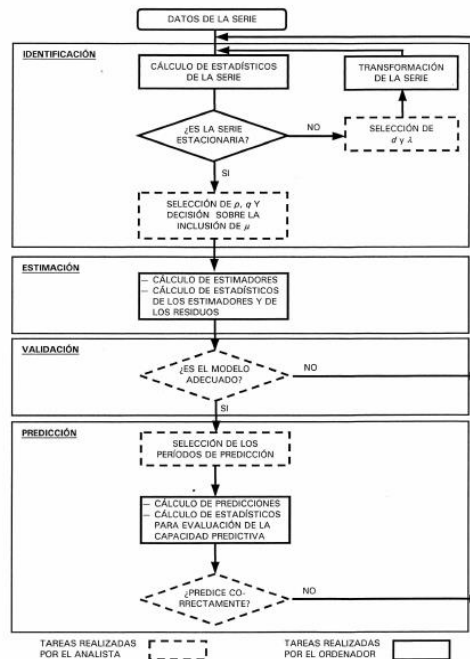 DATOS DE LA SERIE
IDENTIFICACIÓN
CÁLCULO DE ESTADÍSTICOS
DE LA SERIE
TRANSFORMACIÓN
DE LA SERIE
¿ES LA SERIE
ESTACIONARIA?
NO
SELECCIÓN DE
d y λ
SI
SELECCIÓN DE p, q Y
DECISIÓN SOBRE LA
INCLUSIÓN DE μ
ESTIMACIÓN
— CÁLCULO DE ESTIMADORES
— CÁLCULO DE ESTADÍSTICOS
DE LOS ESTIMADORES Y DE
LOS RESIDUOS
VALIDACIÓN
¿ES EL MODELO
ADECUADO?
NO
SI
PREDICCIÓN
SELECCIÓN DE LOS
PERÍODOS DE PREDICCIÓN
— CÁLCULO DE PREDICCIONES
— CÁLCULO DE ESTADÍSTICOS
PARA EVALUACIÓN DE LA
CAPACIDAD PREDICTIVA
¿PREDICE CO-
RRECTAMENTE?
NO
TAREAS REALIZADAS
POR EL ANALISTA
TAREAS REALIZADAS
POR EL ORDENADOR